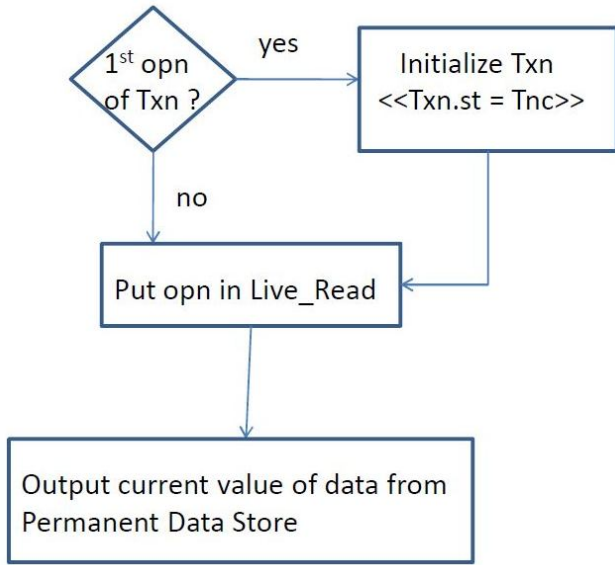 1st opn
of Txn ?
yes
Initialize Txn
<<Txn.st = Tnc>>
no
Put opn in Live_Read
Output current value of data from
Permanent Data Store